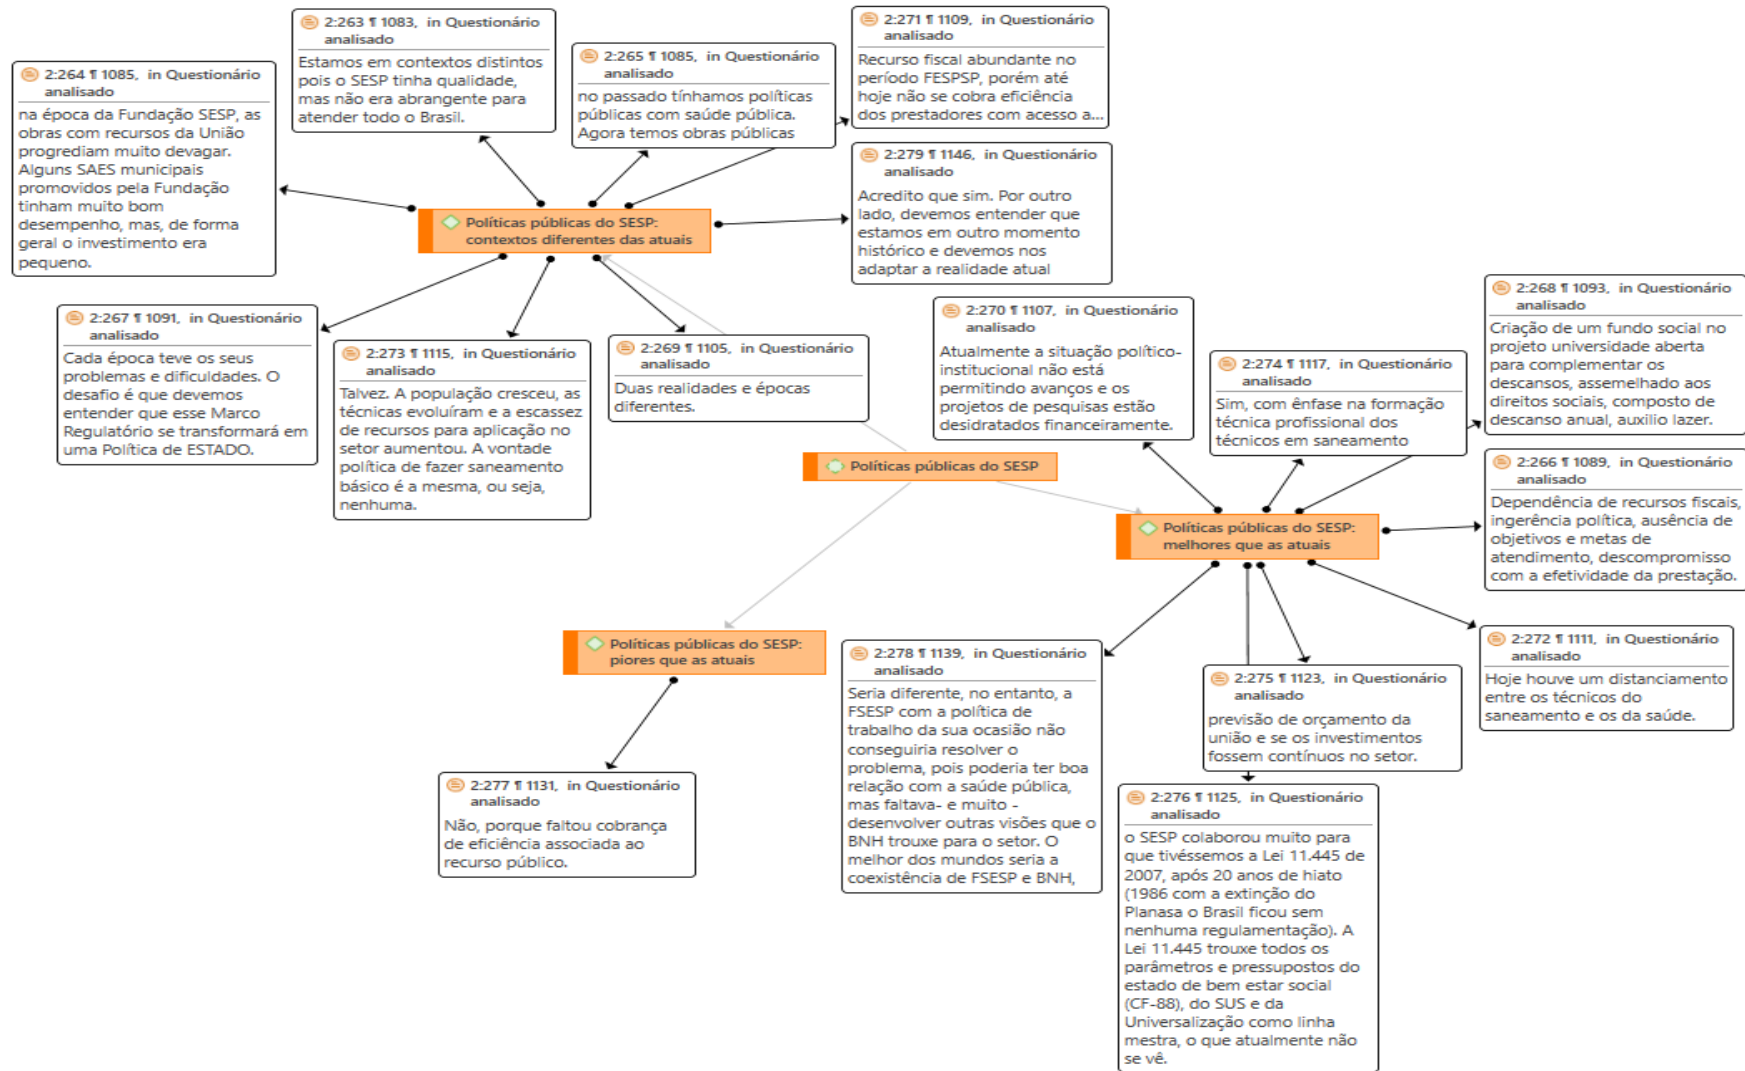 2:263 ¶ 1083, in Questionário
analisado
Estamos em contextos distintos
pois o SESP tinha qualidade,
mas não era abrangente para
atender todo o Brasil.
2:271 ¶ 1109, in Questionário
analisado
Recurso fiscal abundante no
período FESPSP, porém até
hoje não se cobra eficiência
dos prestadores com acesso a...
2:265 ¶ 1085, in Questionário
analisado
no passado tínhamos políticas
públicas com saúde pública.
Agora temos obras públicas
2:264 ¶ 1085, in Questionário
analisado
na época da Fundação SESP, as
obras com recursos da União
progrediam muito devagar.
Alguns SAES municipais
promovidos pela Fundação
tinham muito bom
desempenho, mas, de forma
geral o investimento era
pequeno.
2:279 ¶ 1146, in Questionário
analisado
Acredito que sim. Por outro
lado, devemos entender que
estamos em outro momento
histórico e devemos nos
adaptar a realidade atual
Políticas públicas do SESP:
contextos diferentes das atuais
2:267 ¶ 1091, in Questionário
analisado
Cada época teve os seus
problemas e dificuldades. O
desafio é que devemos
entender que esse Marco
Regulatório se transformará em
uma Política de ESTADO.
2:273 ¶ 1115, in Questionário
analisado
Talvez. A população cresceu, as
técnicas evoluíram e a escassez
de recursos para aplicação no
setor aumentou. A vontade
política de fazer saneamento
básico é a mesma, ou seja,
nenhuma.
2:269 ¶ 1105, in Questionário
analisado
Duas realidades e épocas
diferentes.
2:270 ¶ 1107, in Questionário
analisado
Atualmente a situação político-
institucional não está
permitindo avanços e os
projetos de pesquisas estão
desidratados financeiramente.
2:274 ¶ 1117, in Questionário
analisado
Sim, com ênfase na formação
técnica profissional dos
técnicos em saneamento
2:268 ¶ 1093, in Questionário
analisado
Criação de um fundo social no
projeto universidade aberta
para complementar os
descansos, assemelhado aos
direitos sociais, composto de
descanso anual, auxilio lazer.
Políticas públicas do SESP
2:266 ¶ 1089, in Questionário
analisado
Dependência de recursos fiscais,
ingerência política, ausência de
objetivos e metas de
atendimento, descompromisso
com a efetividade da prestação.
Políticas públicas do SESP:
melhores que as atuais
Políticas públicas do SESP:
piores que as atuais
2:278 ¶ 1139, in Questionário
analisado
Seria diferente, no entanto, a
FSESP com a política de
trabalho da sua ocasião não
conseguiria resolver o
problema, pois poderia ter boa
relação com a saúde pública,
mas faltava- e muito -
desenvolver outras visões que o
BNH trouxe para o setor. O
melhor dos mundos seria a
coexistência de FSESP e BNH,
2:275 ¶ 1123, in Questionário
analisado
previsão de orçamento da
união e se os investimentos
fossem contínuos no setor.
2:272 ¶ 1111, in Questionário
analisado
Hoje houve um distanciamento
entre os técnicos do
saneamento e os da saúde.
2:277 ¶ 1131, in Questionário
analisado
Não, porque faltou cobrança
de eficiência associada ao
recurso público.
2:276 ¶ 1125, in Questionário
analisado
o SESP colaborou muito para
que tivéssemos a Lei 11.445 de
2007, após 20 anos de hiato
(1986 com a extinção do
Planasa o Brasil ficou sem
nenhuma regulamentação). A
Lei 11.445 trouxe todos os
parâmetros e pressupostos do
estado de bem estar social
(CF-88), do SUS e da
Universalização como linha
mestra, o que atualmente não
se vê.